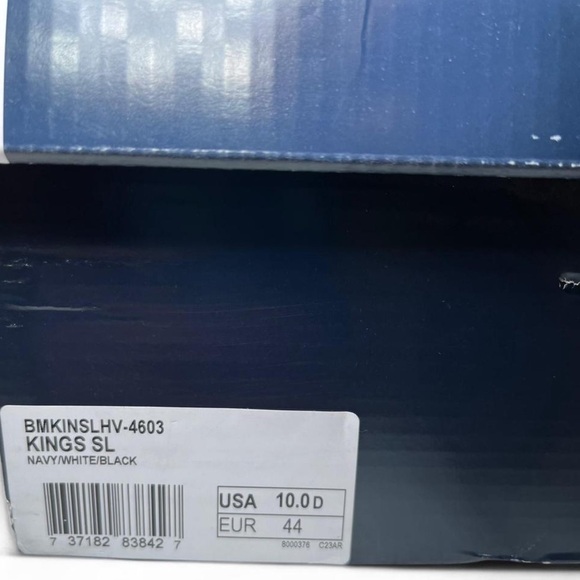 BMKINSLHV-4603
KINGS SL
NAVY/WHITE/BLACK
USA 10.0 D
EUR 44
7 37182 83842 7
8000376 C23AR